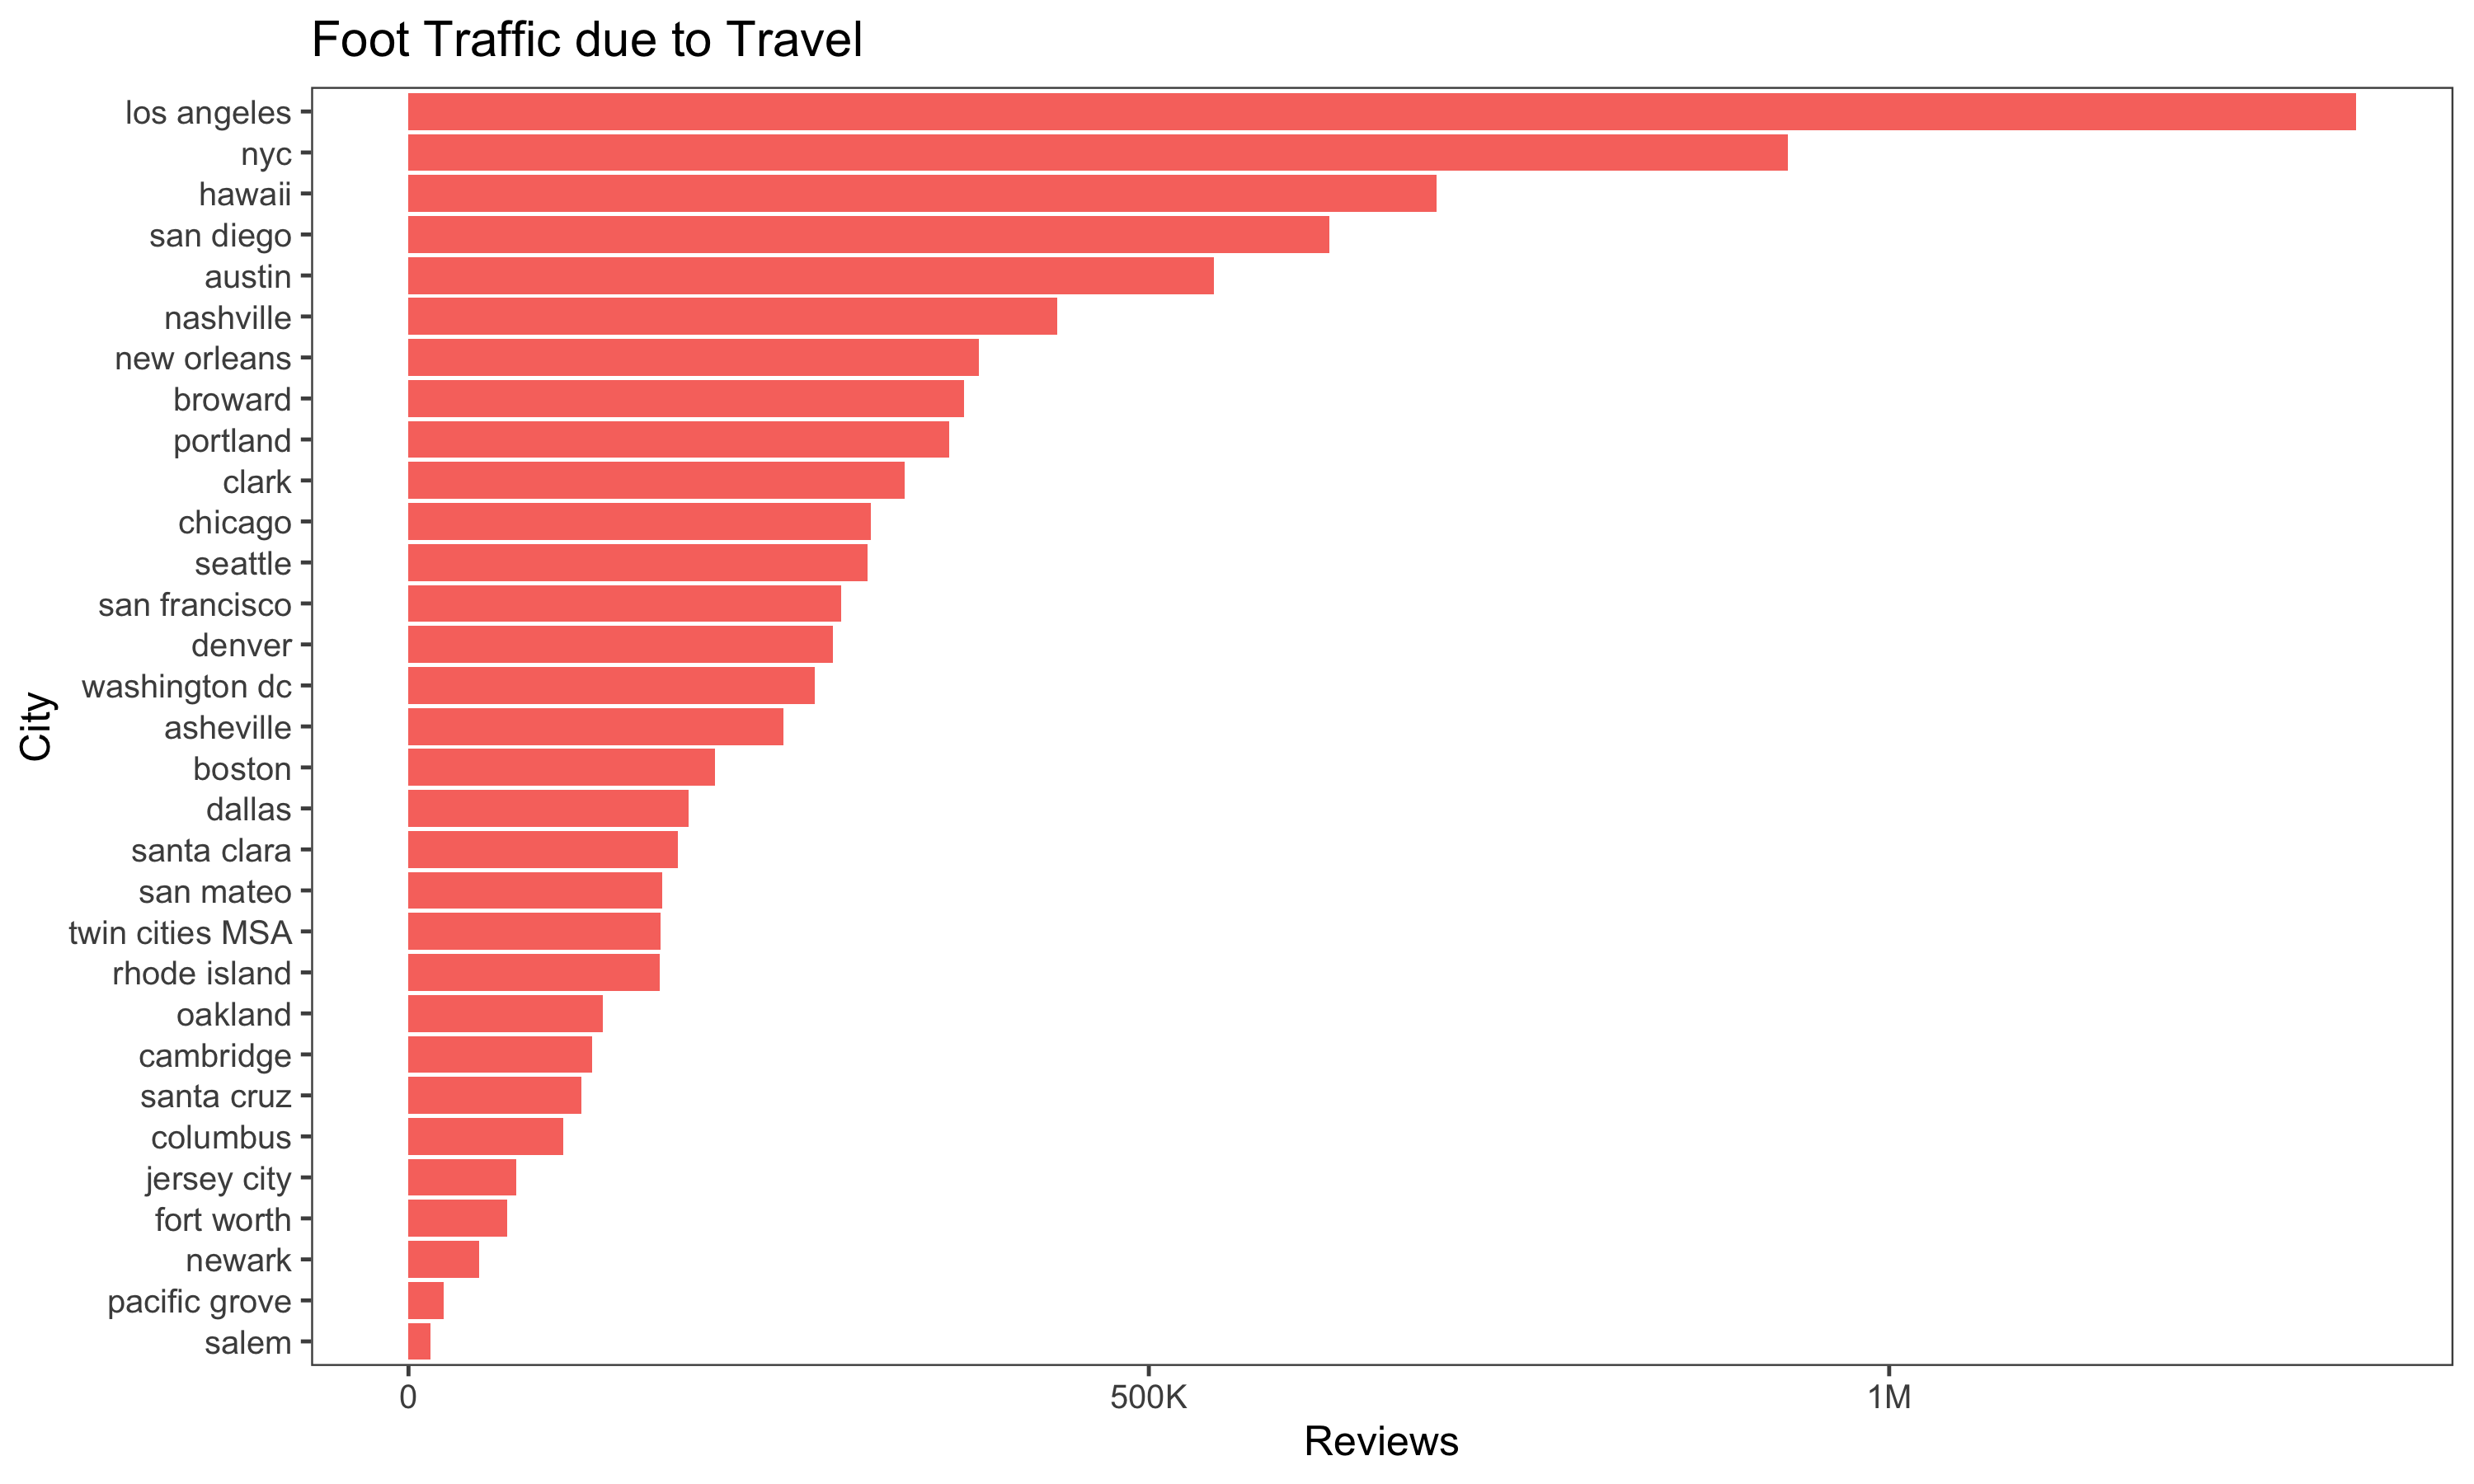 Foot Traffic due to Travel
City
los angeles
nyc
hawaii
san diego
austin
nashville
new orleans
broward
portland
clark
chicago
seattle
san francisco
denver
washington dc
asheville
boston
dallas
santa clara
san mateo
twin cities MSA
rhode island
oakland
cambridge
santa cruz
columbus
jersey city
fort worth
newark
pacific grove
salem
0 500K 1M
Reviews